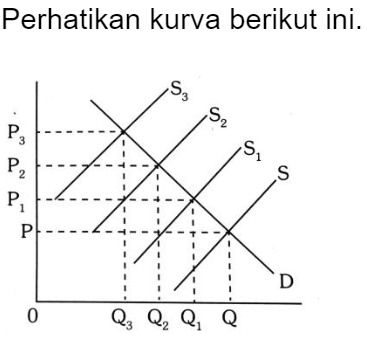 Perhatikan kurva berikut ini.
S₃
S₂
P₃
S₁
P₂
S
P₁
P
D
0 Q₃ Q₂ Q₁ Q